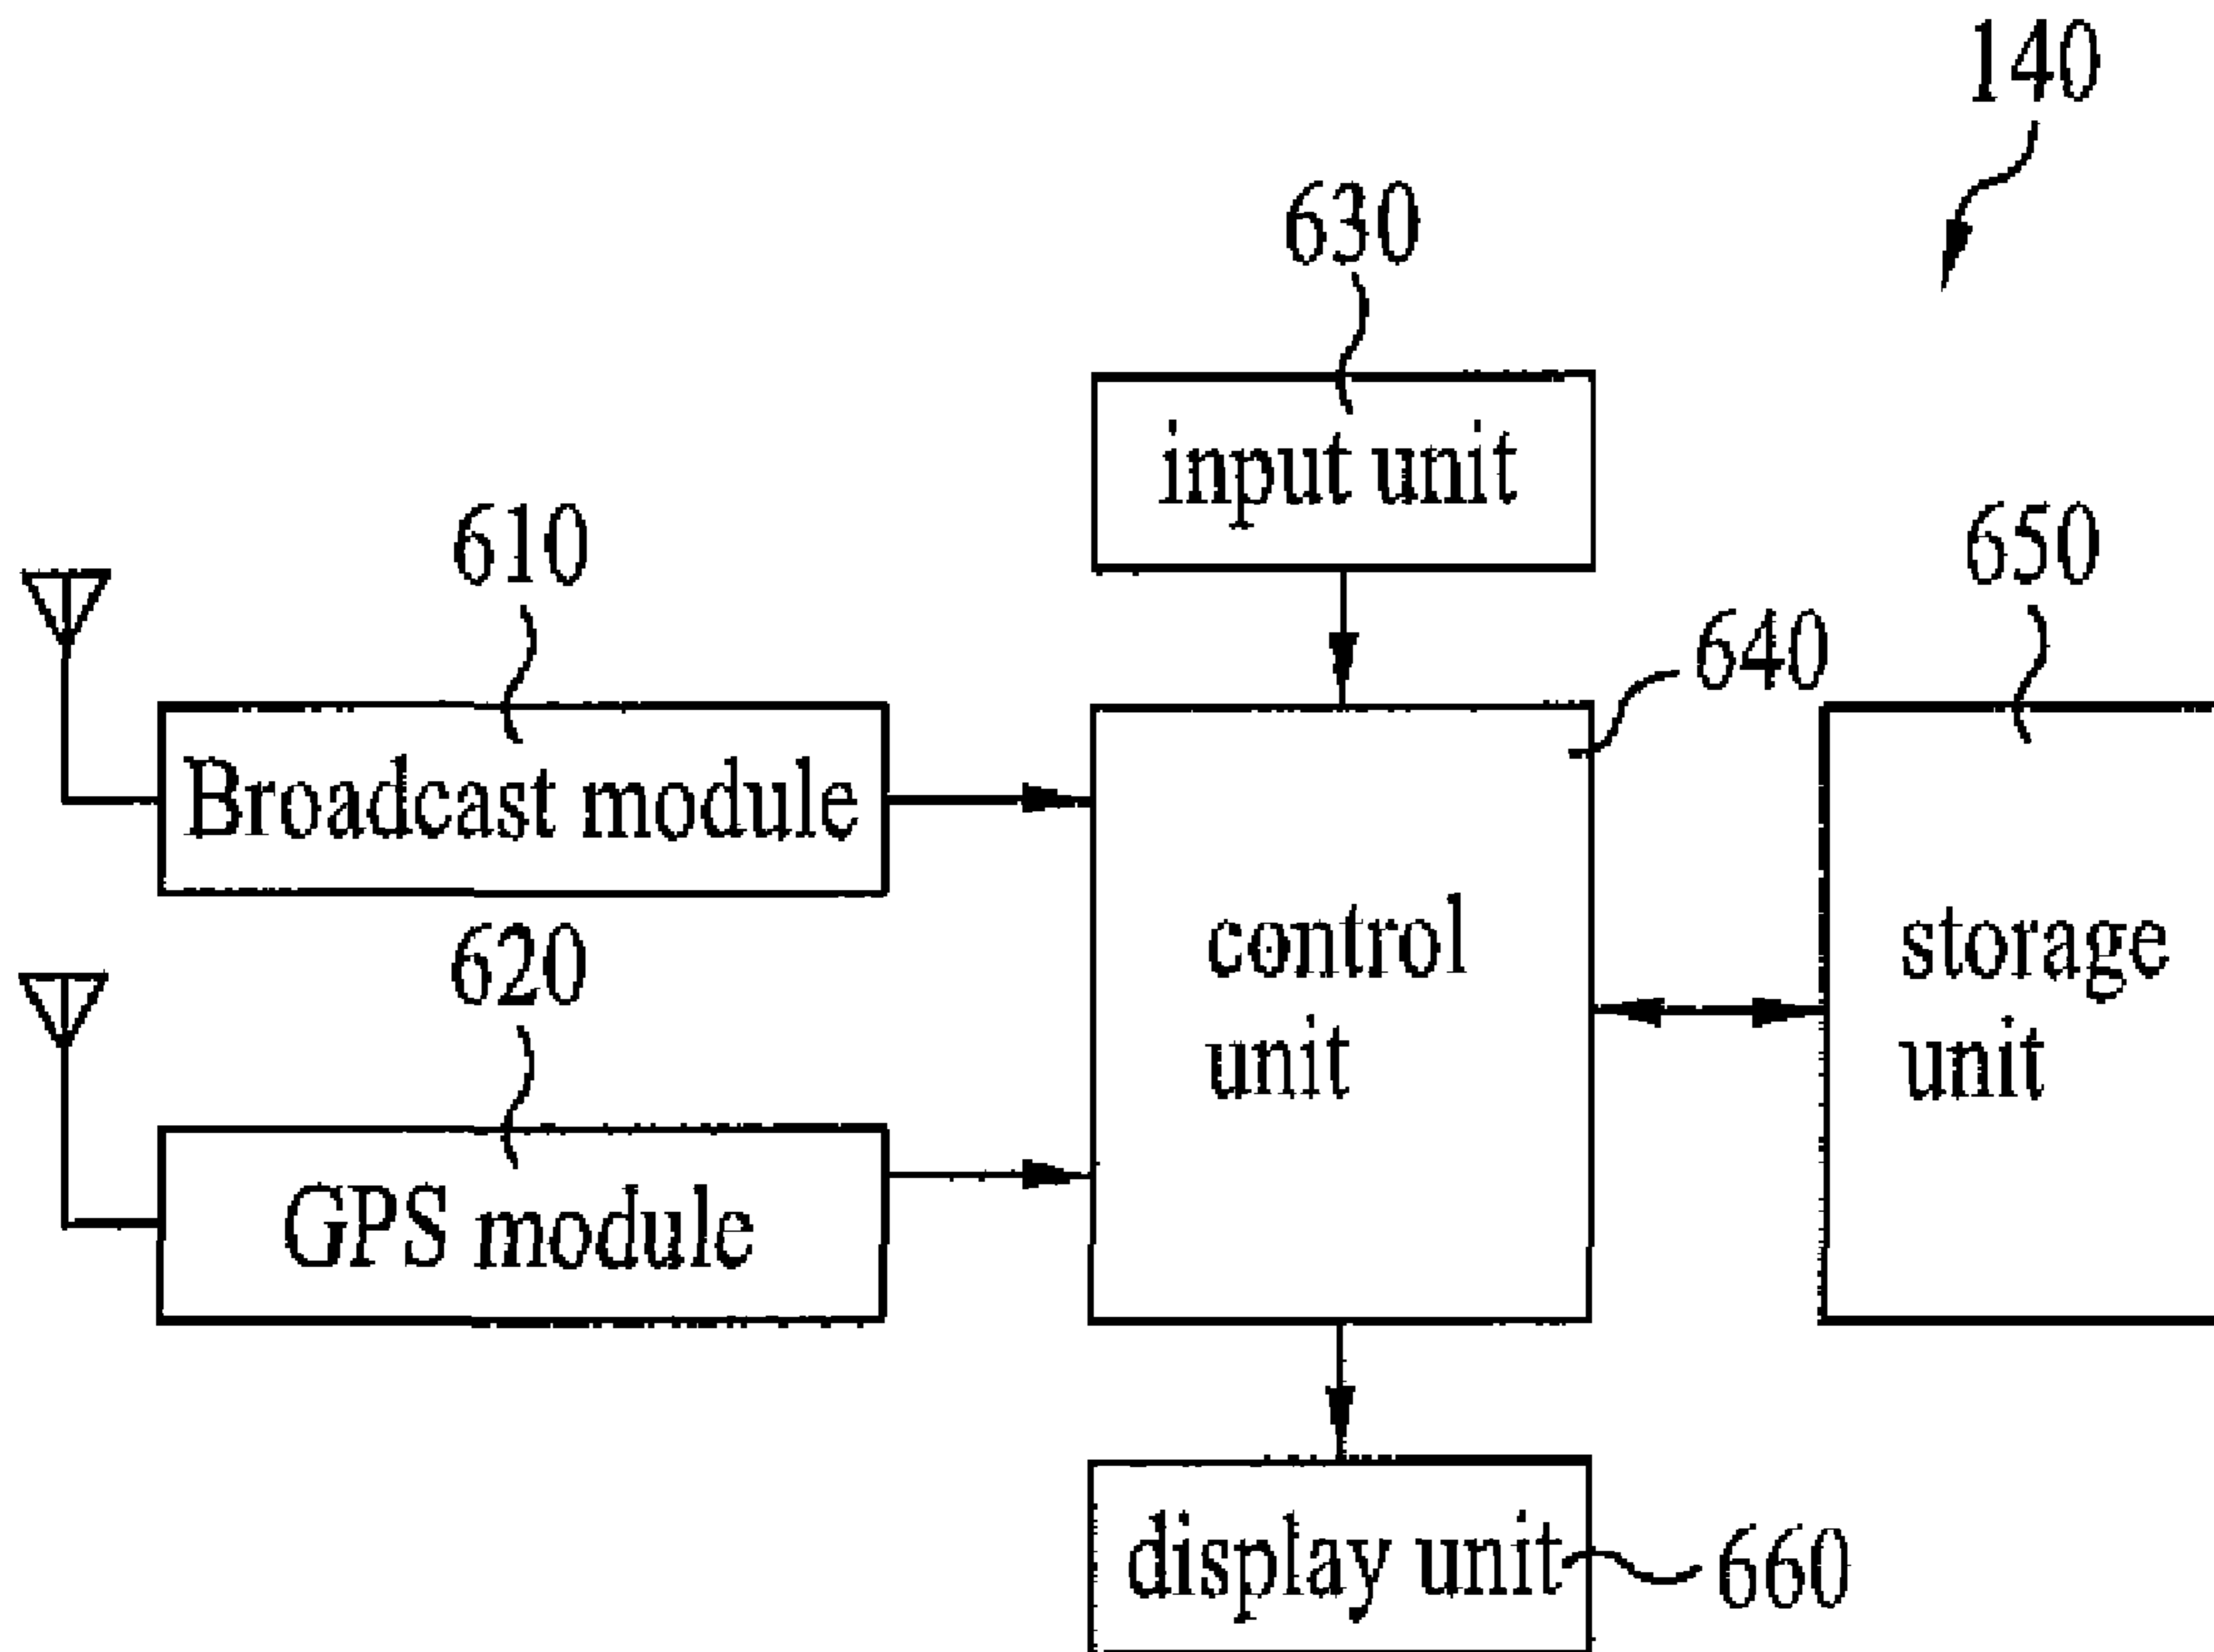 140
630
input unit
610
650
640
Broadcast module
620
control
unit
storage
unit
GPS module
display unit
660